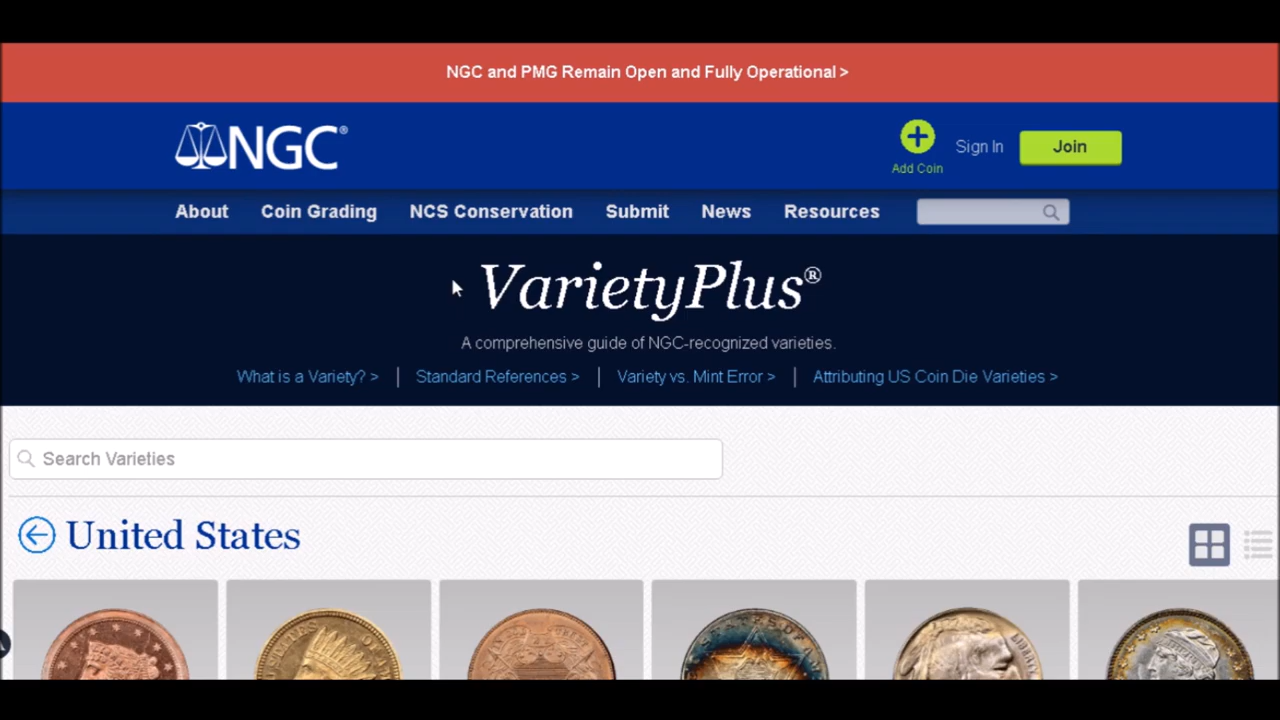 NGC and PMG Remain Open and Fully Operational >
NGC®
Add Coin
Sign In
Join
About Coin Grading NCS Conservation Submit News Resources
VarietyPlus®
A comprehensive guide of NGC-recognized varieties.
What is a Variety? > | Standard References > | Variety vs. Mint Error > | Attributing US Coin Die Varieties >
Search Varieties
United States